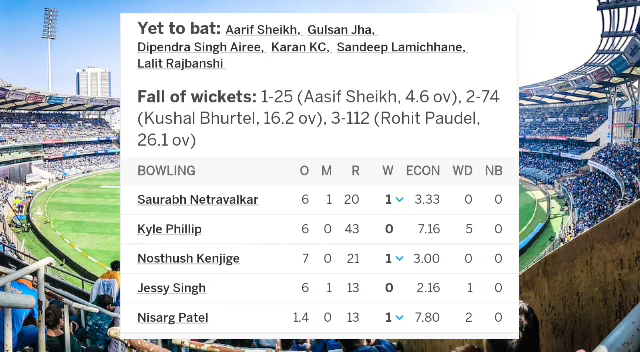 Yet to bat: Aarif Sheikh, Gulsan Jha,
Dipendra Singh Airee, Karan KC, Sandeep Lamichhane,
Lalit Rajbanshi
Fall of wickets: 1-25 (Aasif Sheikh, 4.6 ov), 2-74
(Kushal Bhurtel, 16.2 ov), 3-112 (Rohit Paudel,
26.1 ov)
BOWLING O M R W ECON WD NB
Saurabh Netravalkar 6 1 20 1 3.33 0 0
Kyle Phillip 6 0 43 0 7.16 5 0
Nosthush Kenjige 7 0 21 1 3.00 0 0
Jessy Singh 6 1 13 0 2.16 1 0
Nisarg Patel 1.4 0 13 1 7.80 2 0